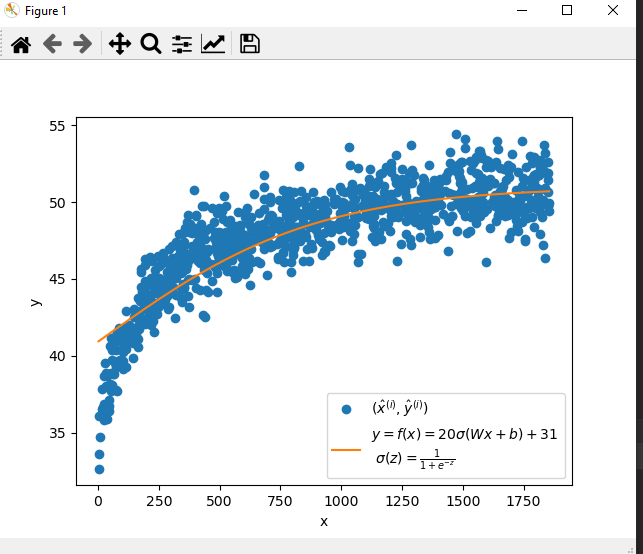 Figure 1
55
50
45
40
35
y
0 250 500 750 1000 1250 1500 1750
x
(x̂⁽ⁱ⁾, ŷ⁽ⁱ⁾)
y = f(x) = 20σ(Wx + b) + 31
σ(z) = 1/(1+e⁻ᶻ)